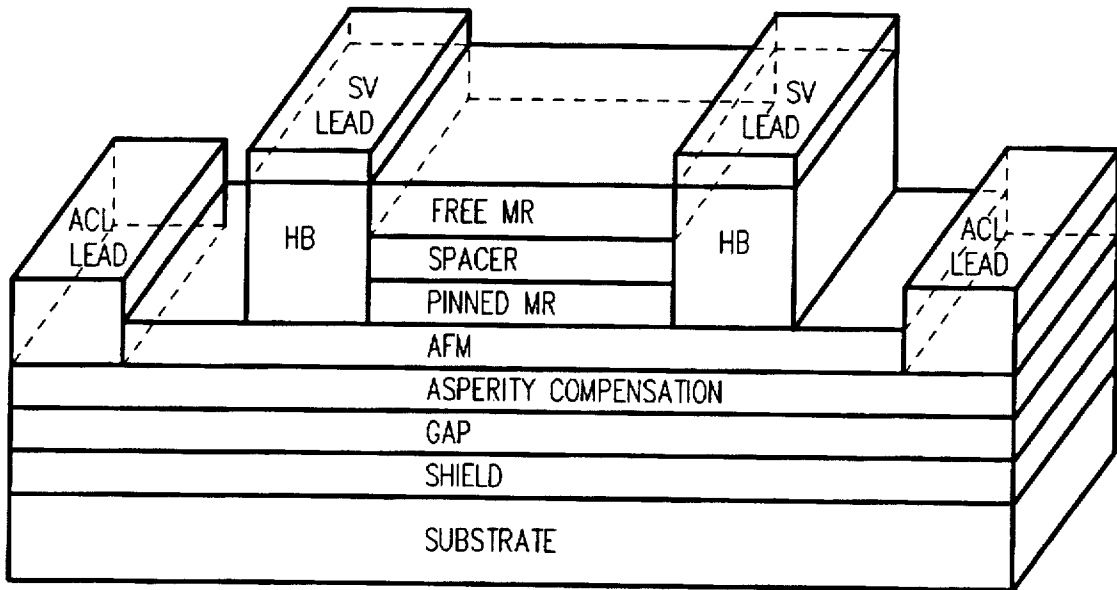 SV
LEAD
SV
LEAD
ACL
LEAD
HB
FREE MR
HB
ACL
LEAD
SPACER
PINNED MR
AFM
ASPERITY COMPENSATION
GAP
SHIELD
SUBSTRATE